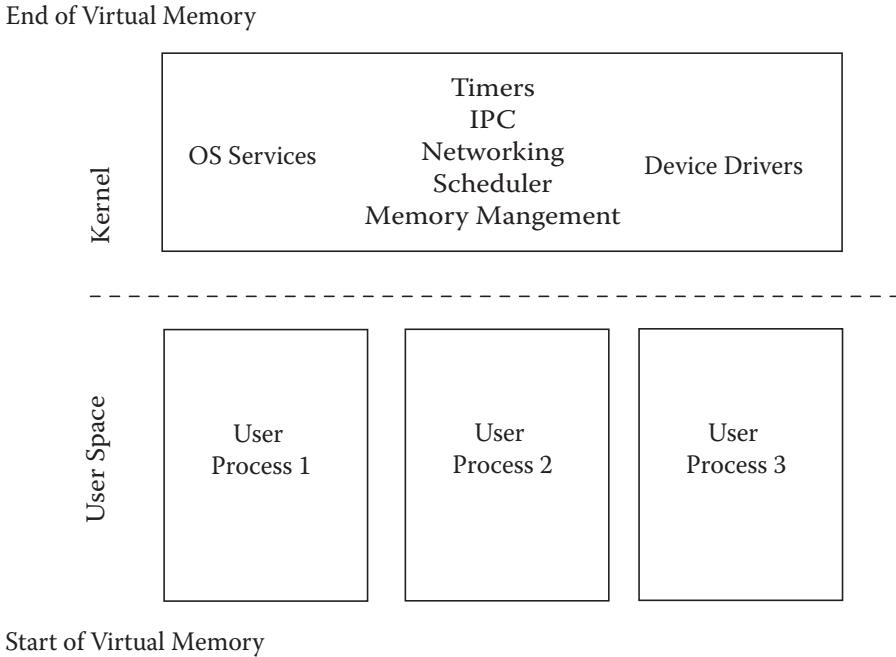 End of Virtual Memory
Kernel
OS Services
Timers
IPC
Networking
Scheduler
Memory Mangement
Device Drivers
User Space
User
Process 1
User
Process 2
User
Process 3
Start of Virtual Memory